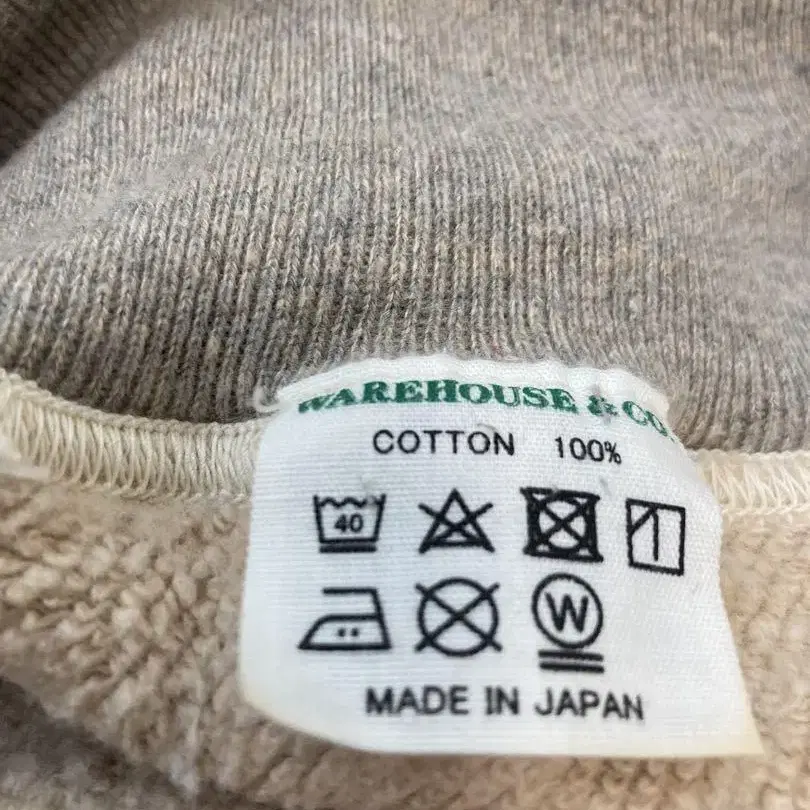 WAREHOUSE & CO.
COTTON 100%
40
W
MADE IN JAPAN